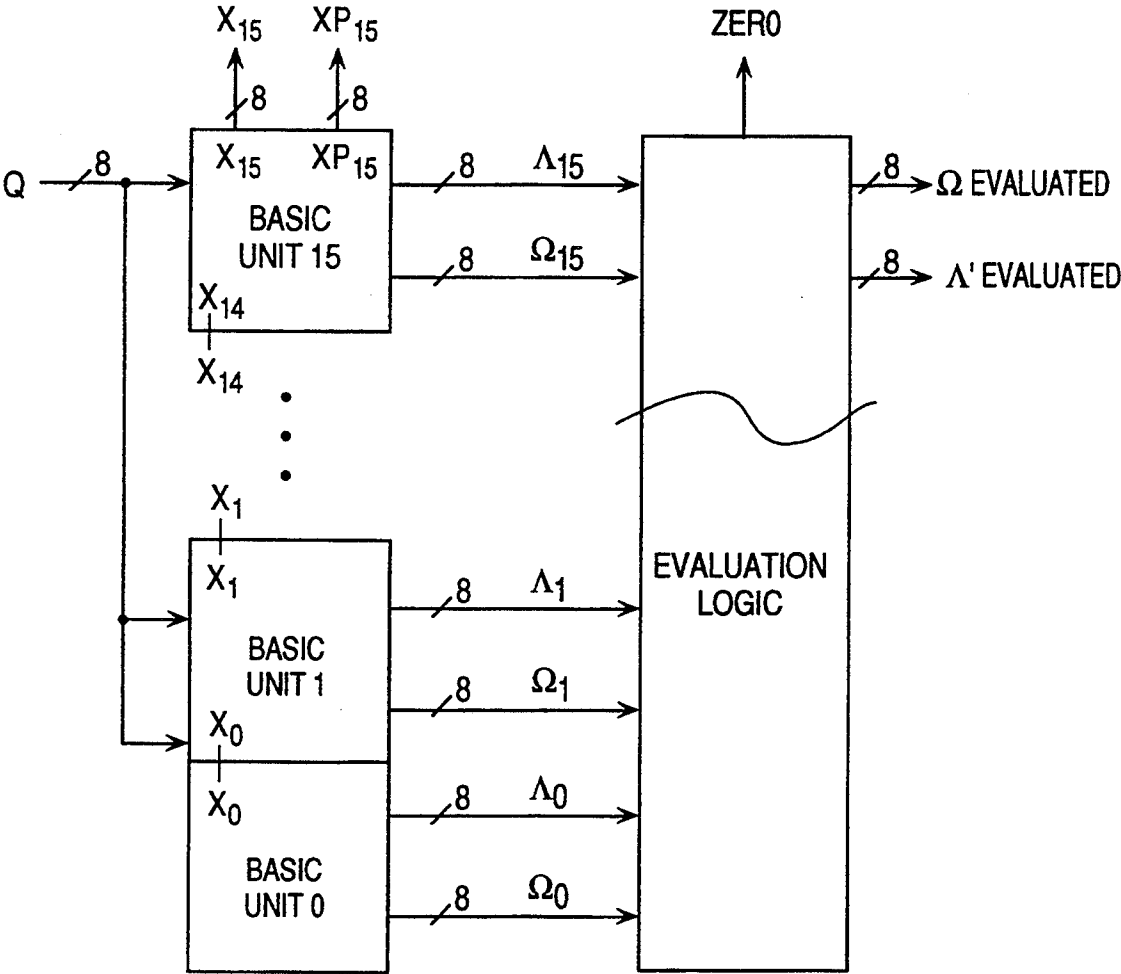 X15 XP15 ZERO
8 8
X15 XP15
Q 8
BASIC
UNIT 15
8 Λ15
8 Ω15
8 Ω EVALUATED
8 Λ' EVALUATED
X14
X14
X1
X1
BASIC
UNIT 1
8 Λ1
8 Ω1
EVALUATION
LOGIC
X0
X0
BASIC
UNIT 0
8 Λ0
8 Ω0